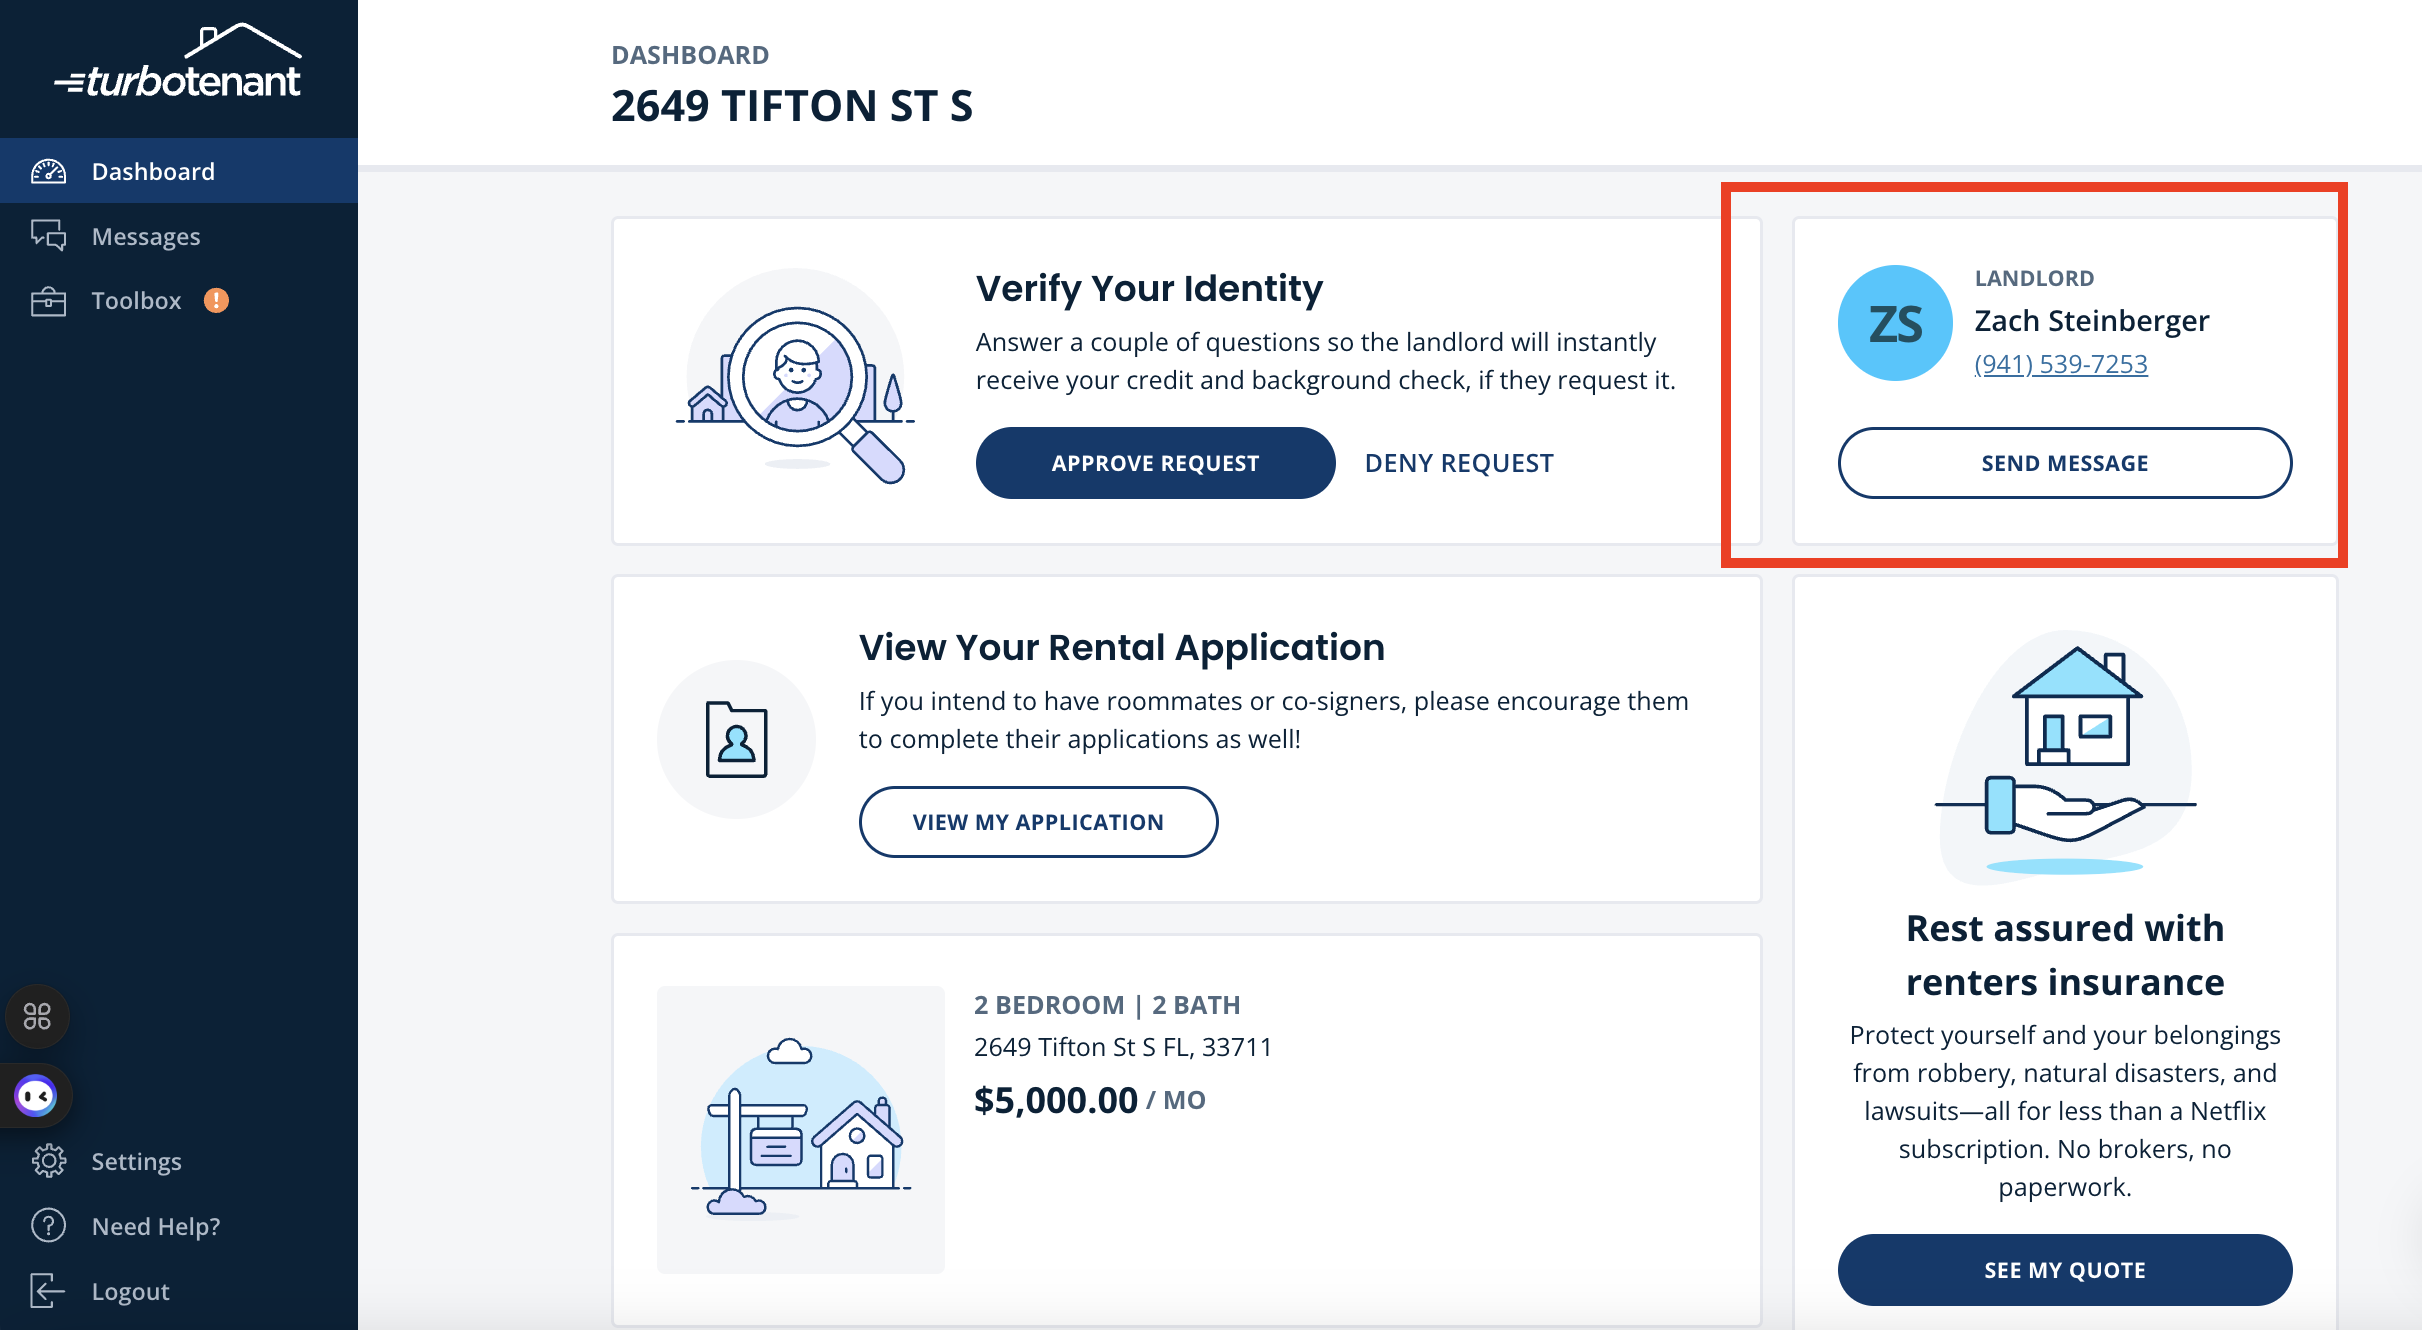 turbotenant
Dashboard
Messages
Toolbox
!
Settings
Need Help?
Logout
DASHBOARD
2649 TIFTON ST S
Verify Your Identity
Answer a couple of questions so the landlord will instantly
receive your credit and background check, if they request it.
APPROVE REQUEST
DENY REQUEST
ZS
LANDLORD
Zach Steinberger
(941) 539-7253
SEND MESSAGE
View Your Rental Application
If you intend to have roommates or co-signers, please encourage them
to complete their applications as well!
VIEW MY APPLICATION
2 BEDROOM | 2 BATH
2649 Tifton St S FL, 33711
$5,000.00 / MO
Rest assured with
renters insurance
Protect yourself and your belongings
from robbery, natural disasters, and
lawsuits—all for less than a Netflix
subscription. No brokers, no
paperwork.
SEE MY QUOTE